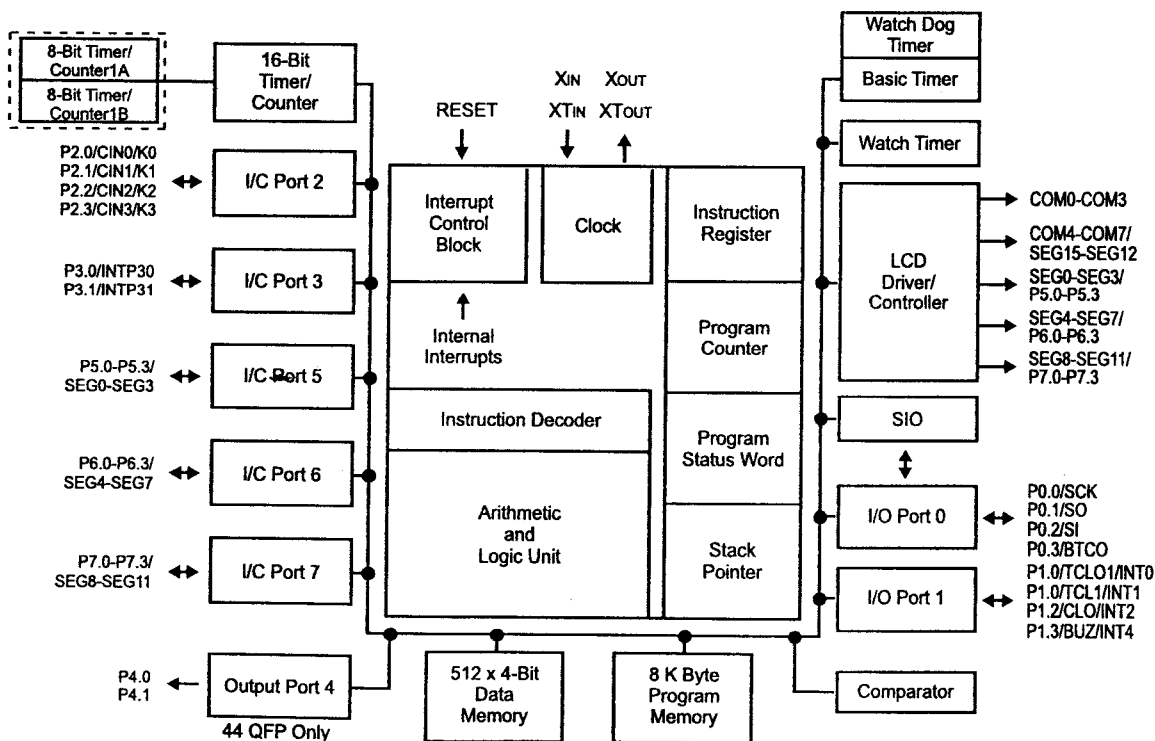 8-Bit Timer/
Counter1A
8-Bit Timer/
Counter1B
16-Bit
Timer/
Counter
RESET
XIN XOUT
XTIN XTOUT
Watch Dog
Timer
Basic Timer
Watch Timer
P2.0/CIN0/K0
P2.1/CIN1/K1
P2.2/CIN2/K2
P2.3/CIN3/K3
I/C Port 2
P3.0/INTP30
P3.1/INTP31
I/C Port 3
P5.0-P5.3/
SEG0-SEG3
I/C Port 5
P6.0-P6.3/
SEG4-SEG7
I/C Port 6
P7.0-P7.3/
SEG8-SEG11
I/C Port 7
P4.0
P4.1
Output Port 4
44 QFP Only
Interrupt
Control
Block
Clock
Internal
Interrupts
Instruction
Register
Program
Counter
Instruction Decoder
Program
Status Word
Arithmetic
and
Logic Unit
Stack
Pointer
512 x 4-Bit
Data
Memory
8 K Byte
Program
Memory
LCD
Driver/
Controller
COM0-COM3
COM4-COM7/
SEG15-SEG12
SEG0-SEG3/
P5.0-P5.3
SEG4-SEG7/
P6.0-P6.3
SEG8-SEG11/
P7.0-P7.3
SIO
I/O Port 0
P0.0/SCK
P0.1/SO
P0.2/SI
P0.3/BTCO
I/O Port 1
P1.0/TCLO1/INT0
P1.0/TCL1/INT1
P1.2/CLO/INT2
P1.3/BUZ/INT4
Comparator